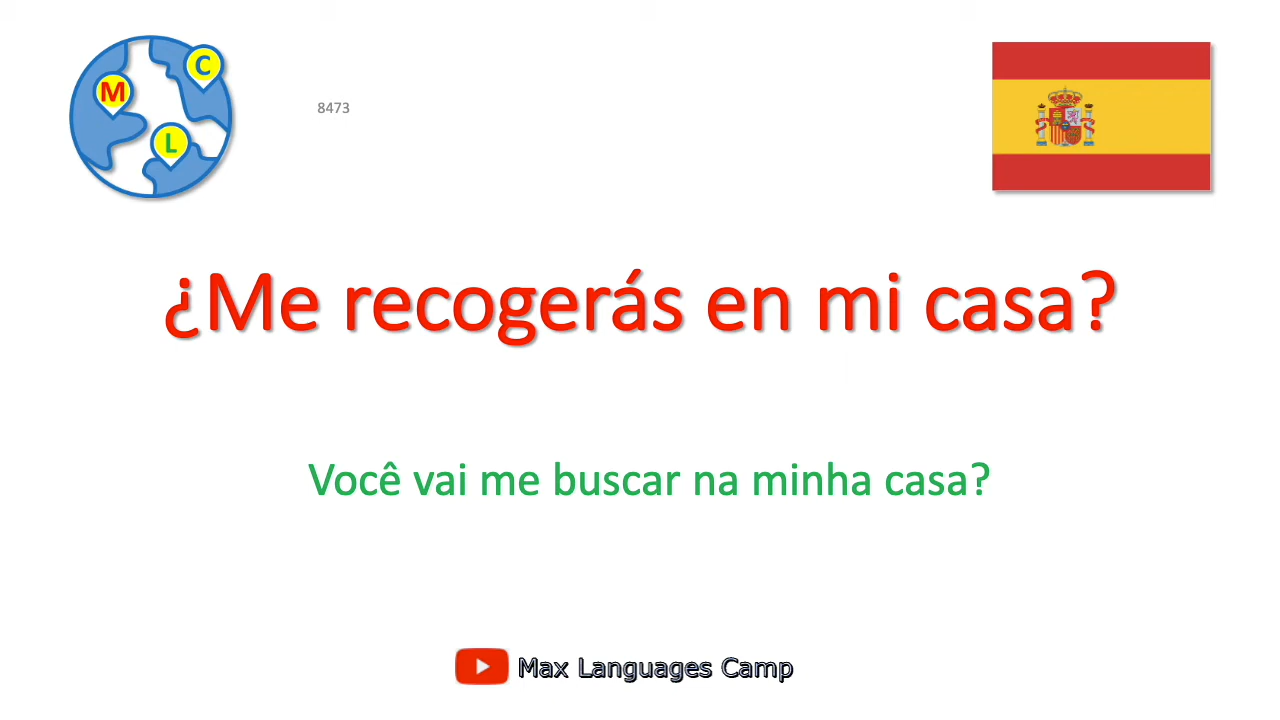 M
C
L
8473
¿Me recogerás en mi casa?
Você vai me buscar na minha casa?
Max Languages Camp